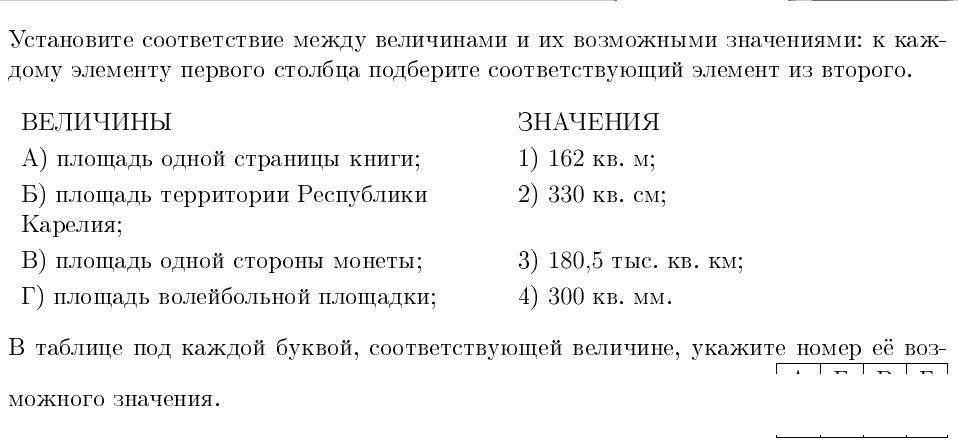 Установите соответствие между величинами и их возможными значениями: к каж-
дому элементу первого столбца подберите соответствующий элемент из второго.
ВЕЛИЧИНЫ ЗНАЧЕНИЯ
А) площадь одной страницы книги; 1) 162 кв. м;
Б) площадь территории Республики 2) 330 кв. см;
Карелия;
В) площадь одной стороны монеты; 3) 180,5 тыс. кв. км;
Г) площадь волейбольной площадки; 4) 300 кв. мм.
В таблице под каждой буквой, соответствующей величине, укажите номер её воз-
можного значения.